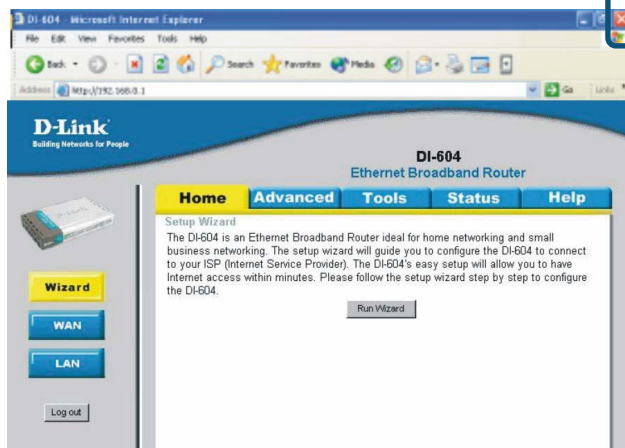 DI-604 - Microsoft Internet Explorer
File Edit View Favorites Tools Help
Back Search Favorites Media
Address http://192.168.0.1 Go Links
D-Link
Building Networks for People
DI-604
Ethernet Broadband Router
Home Advanced Tools Status Help
Setup Wizard
The DI-604 is an Ethernet Broadband Router ideal for home networking and small
business networking. The setup wizard will guide you to configure the DI-604 to connect
to your ISP (Internet Service Provider). The DI-604's easy setup will allow you to have
Internet access within minutes. Please follow the setup wizard step by step to configure
the DI-604.
Run Wizard
Wizard
WAN
LAN
Log out